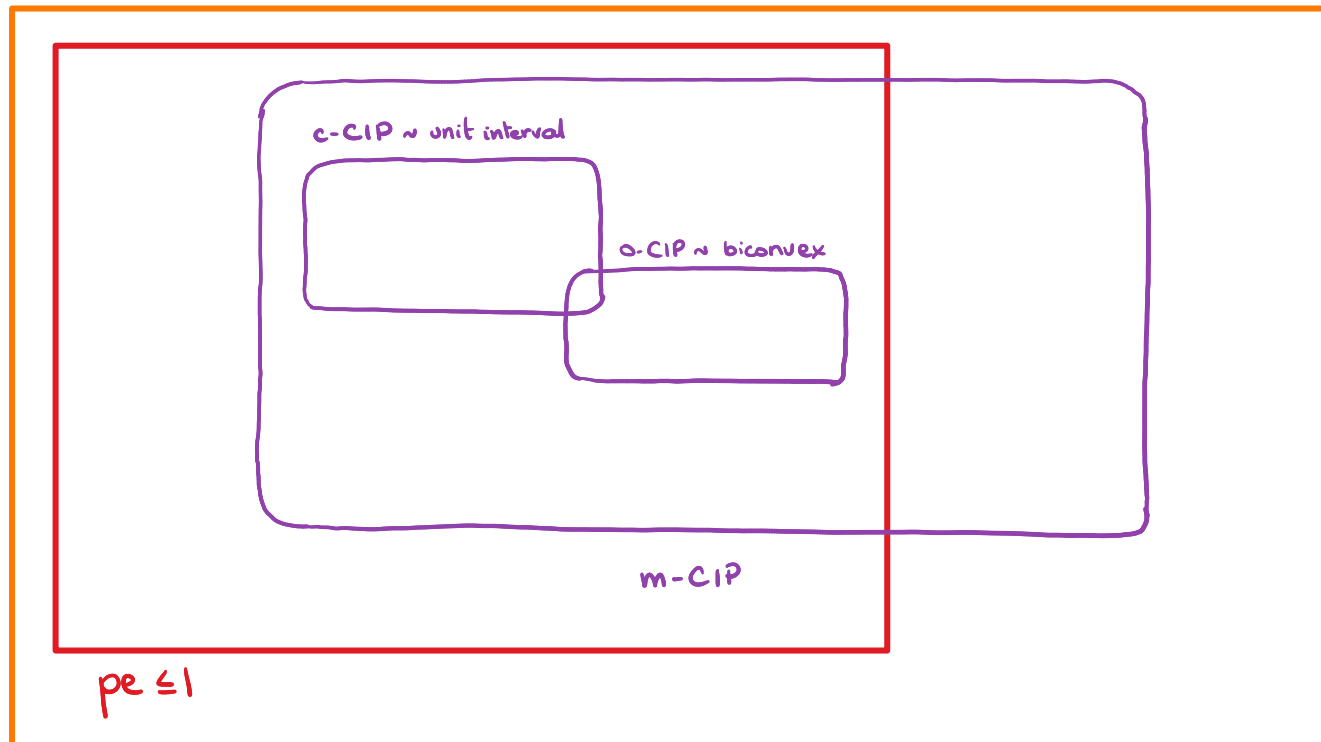 c-CIP ~ unit interval
o-CIP ~ biconvex
m-CIP
pe ≤ 1